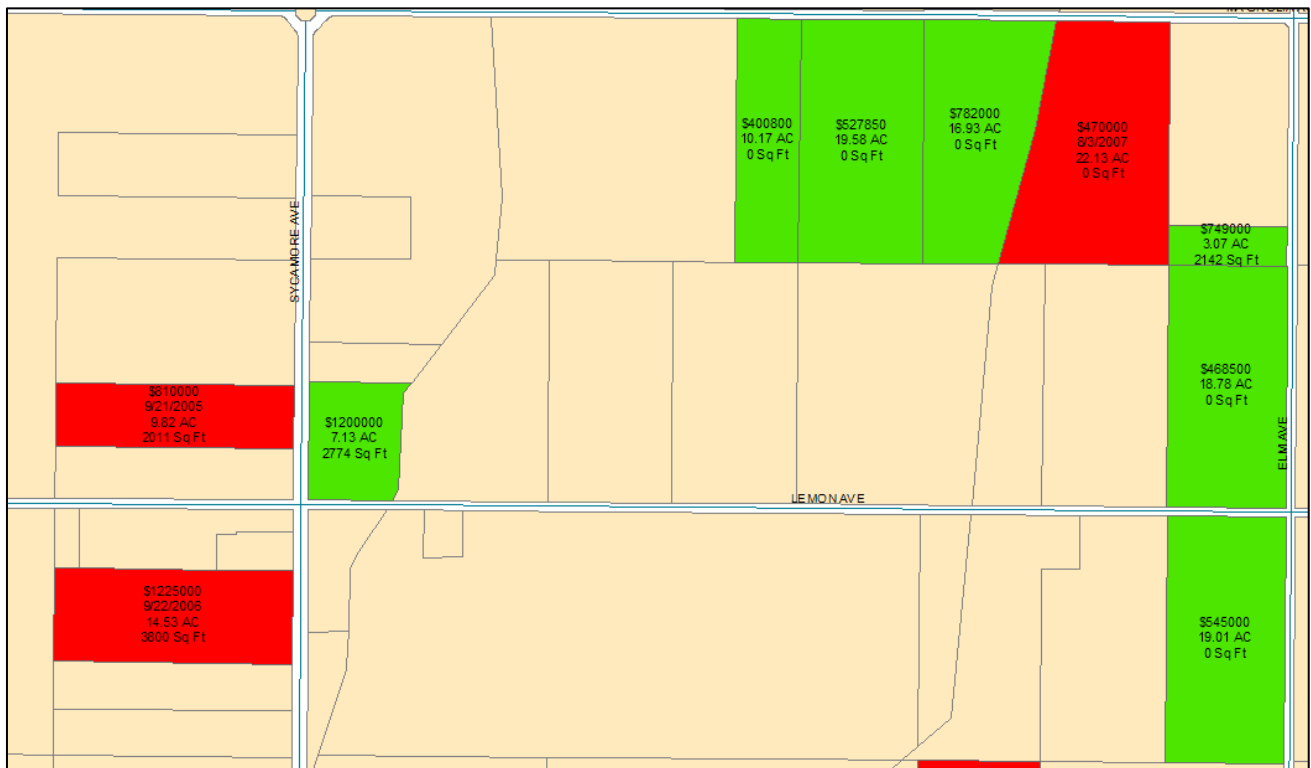 $400800
10.17 AC
0 Sq Ft
$527850
19.58 AC
0 Sq Ft
$782000
16.93 AC
0 Sq Ft
$470000
8/3/2007
22.13 AC
0 Sq Ft
$749000
3.07 AC
2142 Sq Ft
SYCAMORE AVE
$810000
9/21/2005
9.82 AC
2011 Sq Ft
$1200000
7.13 AC
2774 Sq Ft
$468500
18.78 AC
0 Sq Ft
ELM AVE
LEMON AVE
$1225000
9/22/2006
14.53 AC
3800 Sq Ft
$545000
19.01 AC
0 Sq Ft